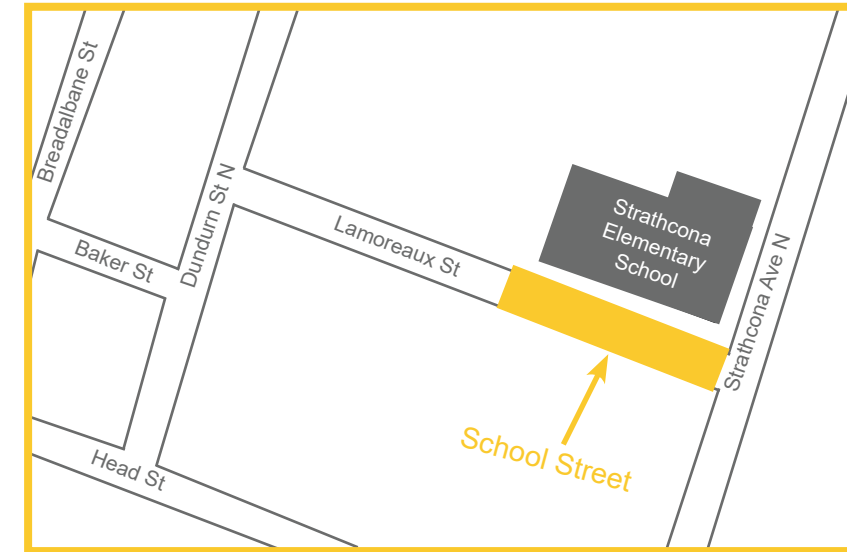 Breadalbane St
Dundurn St N
Baker St
Lamoreaux St
Strathcona
Elementary
School
Strathcona Ave N
School Street
Head St